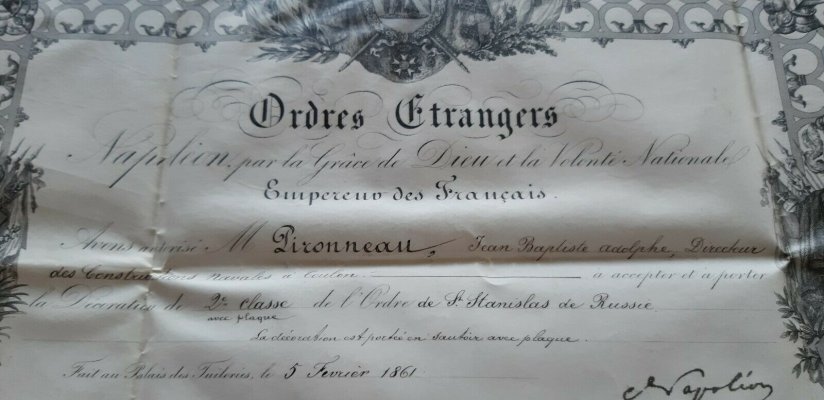 Ordres Etrangers
Napoléon, par la Grâce de Dieu et la Volonté Nationale
Empereur des Français.
Avons autorisé M Pironneau, Jean Baptiste Adolphe, Directeur
des Constructions navales à Toulon. a accepter et à porter
la Décoration de 2e classe de l'Ordre de St Stanislas de Russie.
avec plaque
La décoration est portée en sautoir avec plaque.
Fait au Palais des Tuileries, le 5 Fevrièr 1861
Napoléon